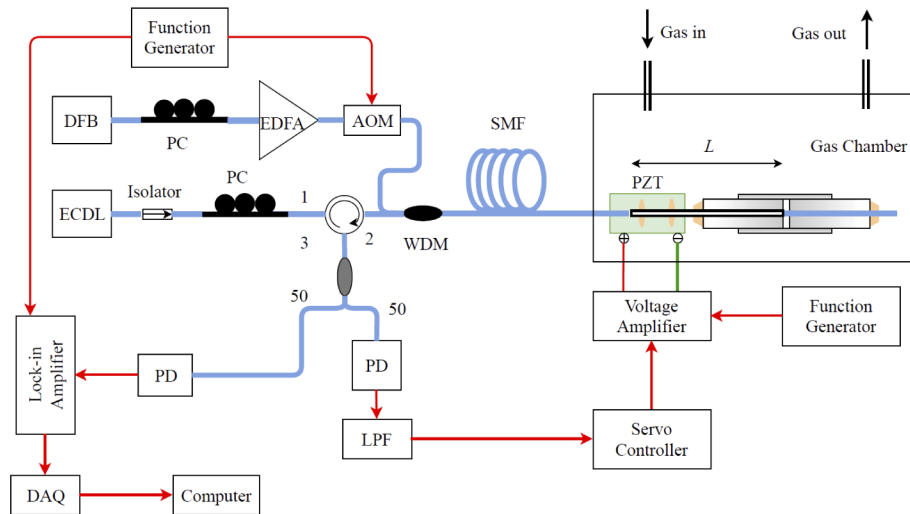 Function
Generator
Gas in
Gas out
DFB
PC
EDFA
AOM
SMF
L
Gas Chamber
PZT
Isolator
PC
ECDL
1
2
3
WDM
50
50
Voltage
Amplifier
Function
Generator
Lock-in
Amplifier
PD
PD
LPF
Servo
Controller
DAQ
Computer